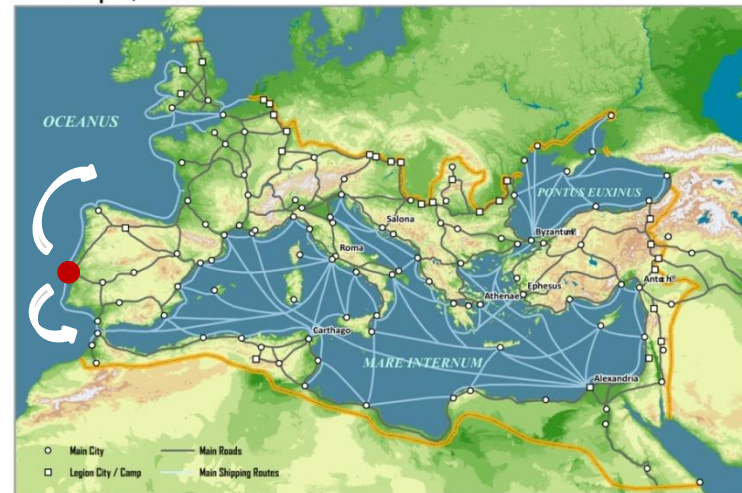 OCEANUS
PONTUS EUXINUS
Salona
Byzantium
Roma
Ephesus
Athenae
Carthago
MARE INTERNUM
Alexandria
Main City
Main Roads
Legion City / Camp
Main Shipping Routes